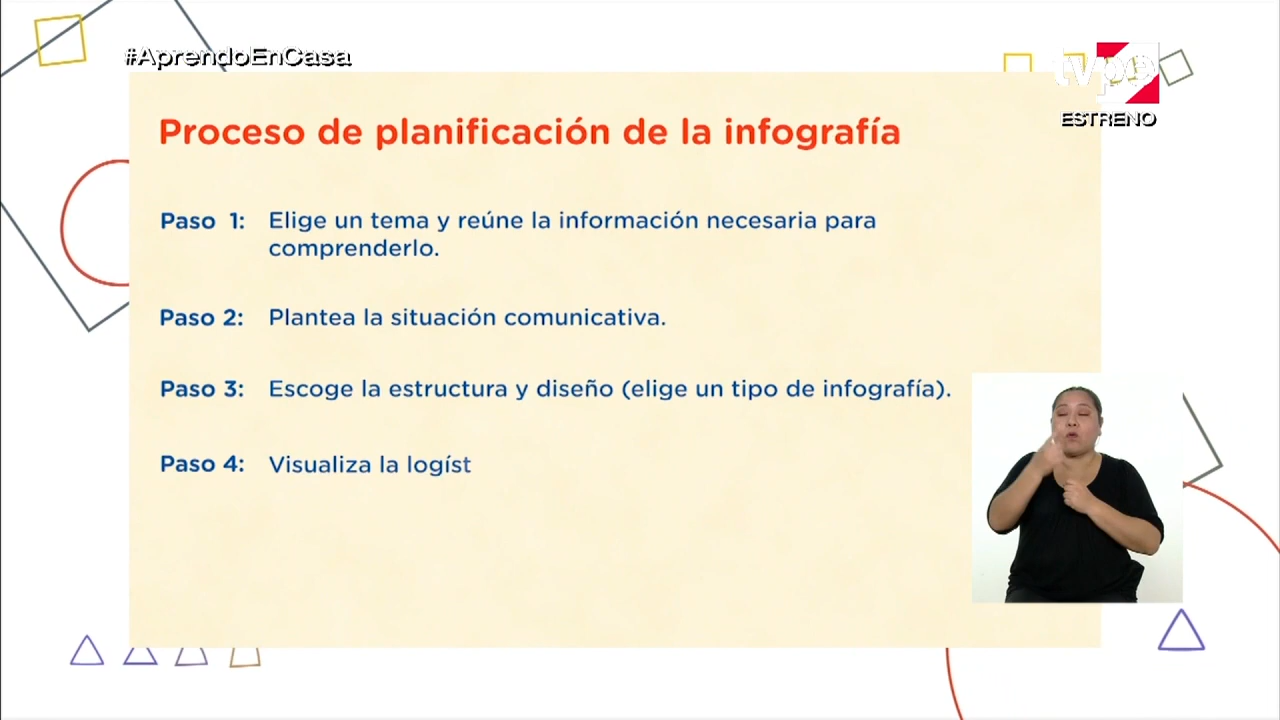 #AprendoEnCasa
tvpe
ESTRENO
Proceso de planificación de la infografía
Paso 1: Elige un tema y reúne la información necesaria para
comprenderlo.
Paso 2: Plantea la situación comunicativa.
Paso 3: Escoge la estructura y diseño (elige un tipo de infografía).
Paso 4: Visualiza la logíst